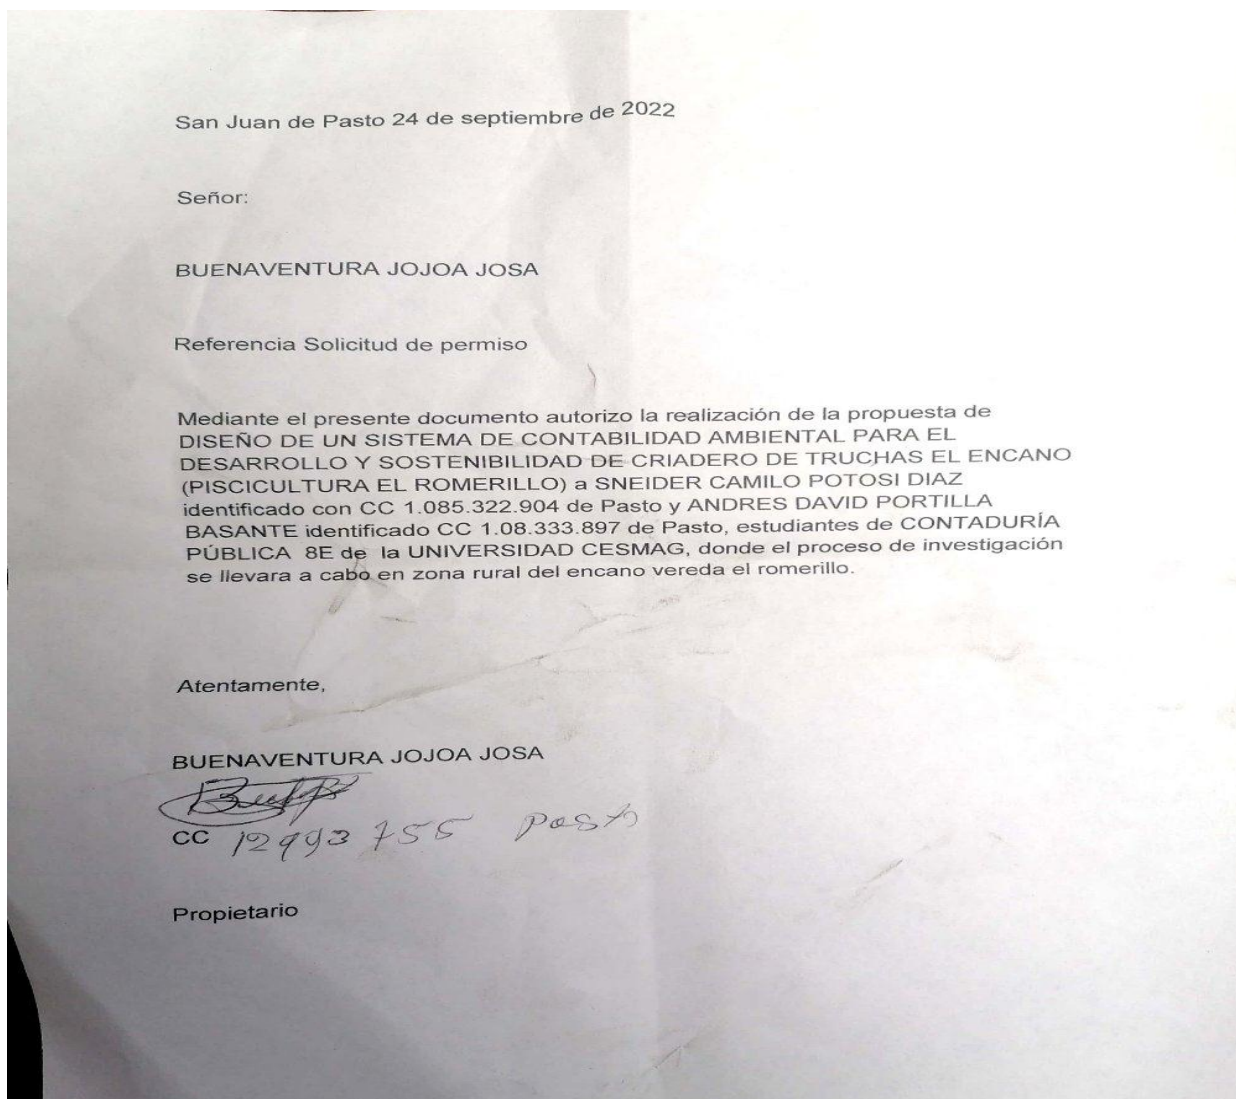 San Juan de Pasto 24 de septiembre de 2022
Señor:
BUENAVENTURA JOJOA JOSA
Referencia Solicitud de permiso
Mediante el presente documento autorizo la realización de la propuesta de
DISEÑO DE UN SISTEMA DE CONTABILIDAD AMBIENTAL PARA EL
DESARROLLO Y SOSTENIBILIDAD DE CRIADERO DE TRUCHAS EL ENCANO
(PISCICULTURA EL ROMERILLO) a SNEIDER CAMILO POTOSI DIAZ
identificado con CC 1.085.322.904 de Pasto y ANDRES DAVID PORTILLA
BASANTE identificado CC 1.08.333.897 de Pasto, estudiantes de CONTADURÍA
PÚBLICA 8E de la UNIVERSIDAD CESMAG, donde el proceso de investigación
se llevara a cabo en zona rural del encano vereda el romerillo.
Atentamente,
BUENAVENTURA JOJOA JOSA
CC 12993755 Pasto
Propietario